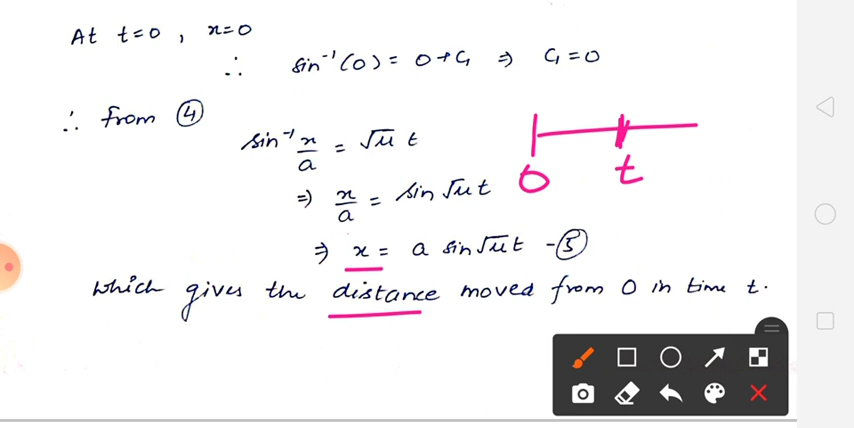 At t=0, x=0
∴ sin⁻¹(0) = 0+C₁ ⇒ C₁=0
∴ from ④
sin⁻¹ x/a = √μ t
⇒ x/a = sin √μ t
⇒ x = a sin √μ t -⑤
which gives the distance moved from O in time t.
O t